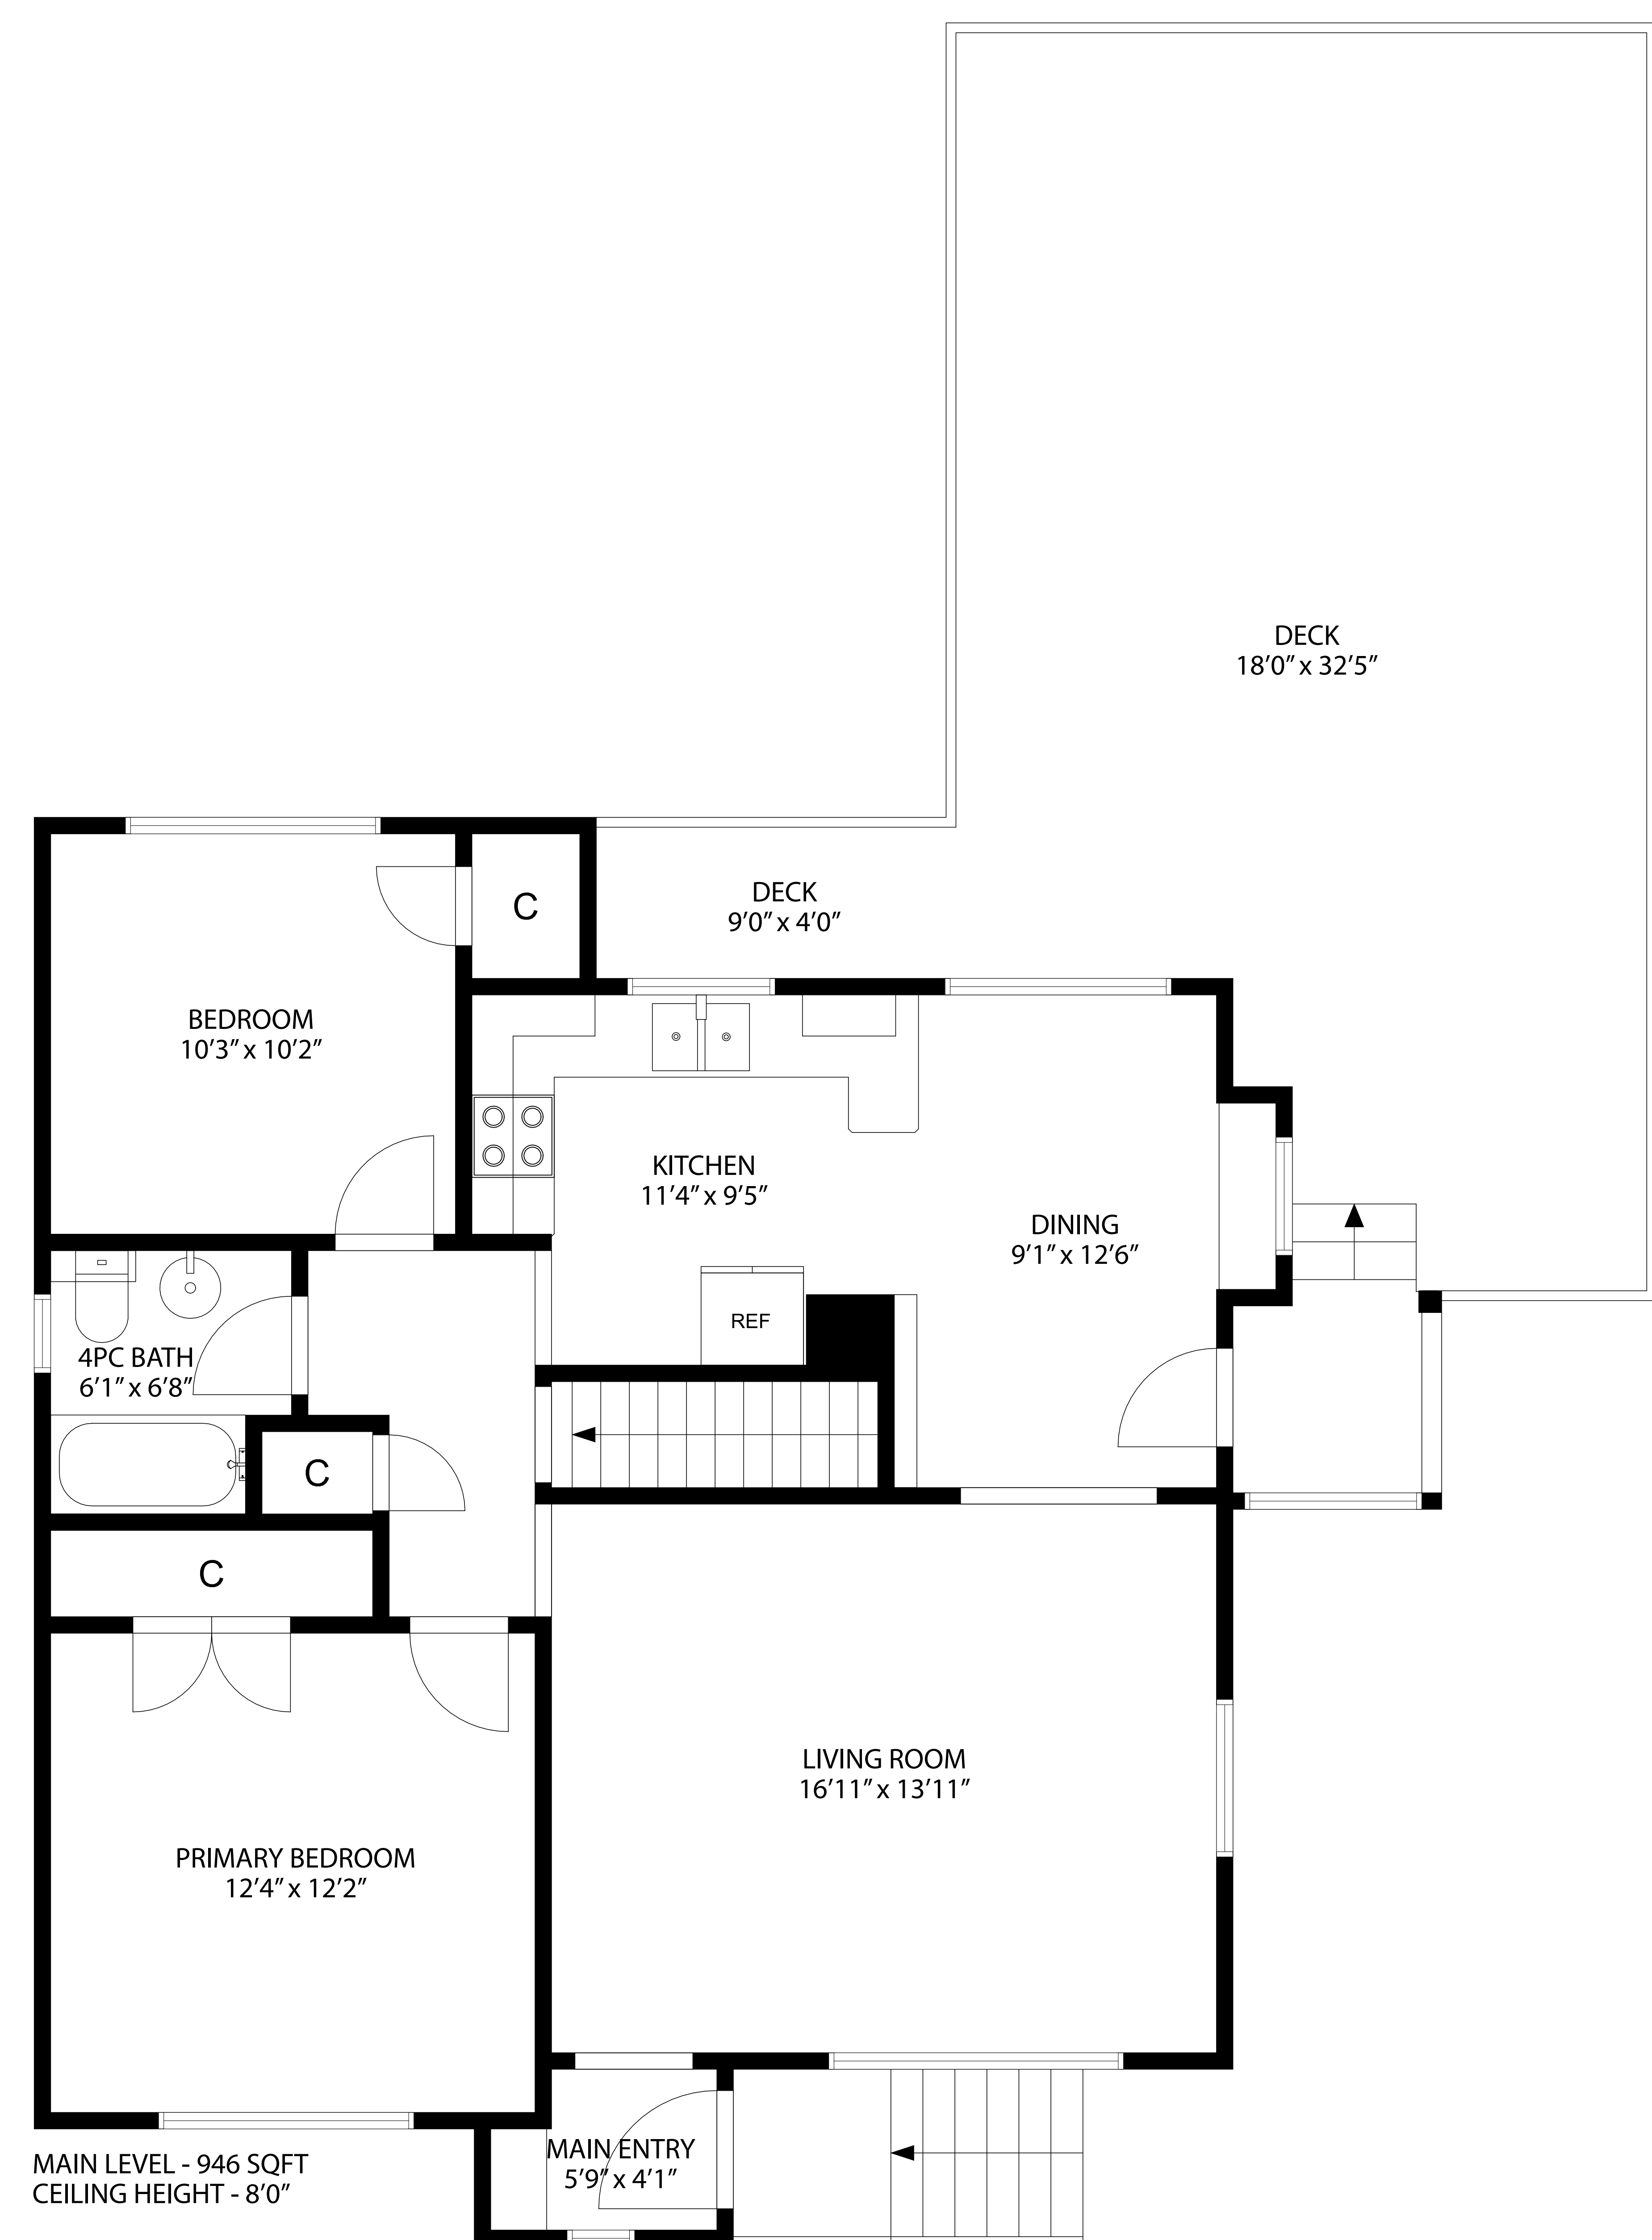 DECK
18’0” x 32’5”
DECK
9’0” x 4’0”
C
BEDROOM
10’3” x 10’2”
KITCHEN
11’4” x 9’5”
DINING
9’1” x 12’6”
REF
4PC BATH
6’1” x 6’8”
C
C
LIVING ROOM
16’11” x 13’11”
PRIMARY BEDROOM
12’4” x 12’2”
MAIN ENTRY
5’9” x 4’1”
MAIN LEVEL - 946 SQFT
CEILING HEIGHT - 8’0”